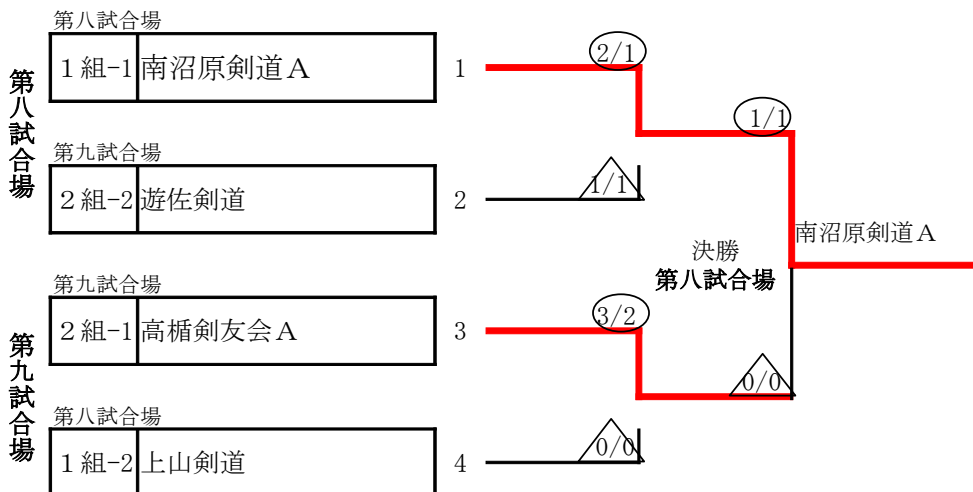 第八試合場
1組-1 南沼原剣道A 1 2/1
第八試合場
1/1
第九試合場
2組-2 遊佐剣道 2 1/1
南沼原剣道A
決勝
第八試合場
第九試合場
2組-1 高楯剣友会A 3 3/2
第九試合場
0/0
第八試合場
1組-2 上山剣道 4 0/0